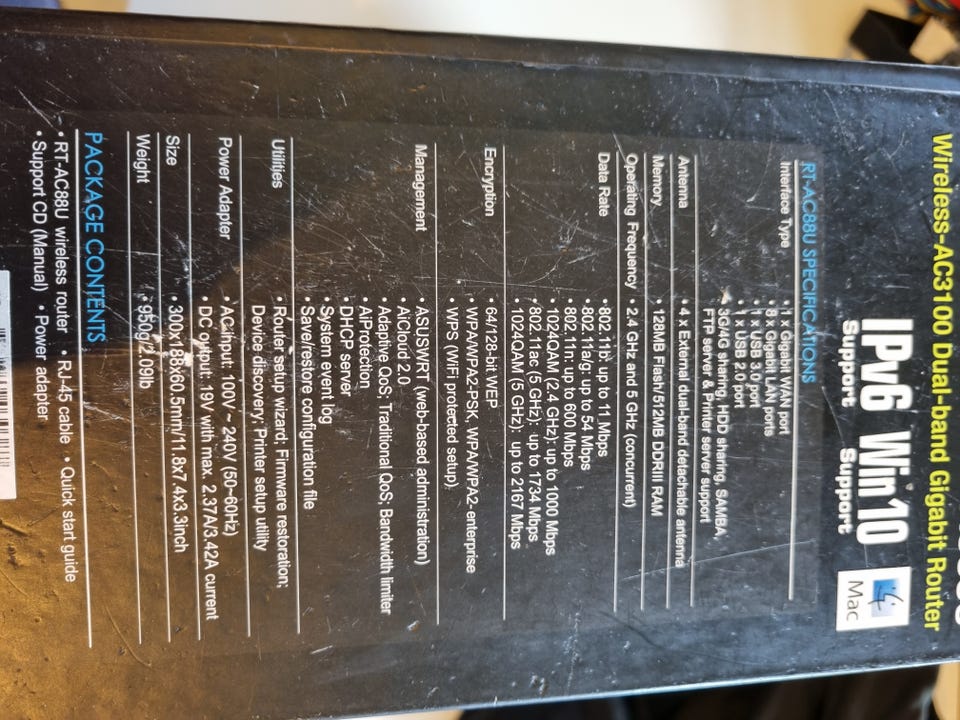 Wireless-AC3100 Dual-band Gigabit Router
IPv6 Support
Win 10 Support
Mac
RT-AC88U SPECIFICATIONS
Interface Type • 1 x Gigabit WAN port
• 8 x Gigabit LAN ports
• 1 x USB 3.0 port
• 1 x USB 2.0 port
3G/4G sharing, HDD sharing, SAMBA,
FTP server & Printer server support
Antenna • 4 x External dual-band detachable antenna
Memory • 128MB Flash/512MB DDRIII RAM
Operating Frequency • 2.4 GHz and 5 GHz (concurrent)
Data Rate • 802.11b: up to 11 Mbps
• 802.11a/g: up to 54 Mbps
• 802.11n: up to 600 Mbps
• 1024QAM (2.4 GHz): up to 1000 Mbps
• 802.11ac (5 GHz): up to 1734 Mbps
• 1024QAM (5 GHz): up to 2167 Mbps
Encryption • 64/128-bit WEP
• WPA/WPA2-PSK, WPA/WPA2-enterprise
• WPS (WiFi protected setup)
Management • ASUSWRT (web-based administration)
• AiCloud 2.0
• Adaptive QoS; Traditional QoS; Bandwidth limiter
• AiProtection
• DHCP server
• System event log
• Save/restore configuration file
Utilities • Router setup wizard; Firmware restoration;
Device discovery; Printer setup utility
Power Adapter • AC Input: 100V ~ 240V (50~60Hz)
• DC output: 19V with max. 2.37A/3.42A current
Size • 300x188x60.5mm/11.8x7.4x3.3inch
Weight • 950g/2.09lb
PACKAGE CONTENTS
• RT-AC88U wireless router • RJ-45 cable • Quick start guide
• Support CD (Manual) • Power adapter